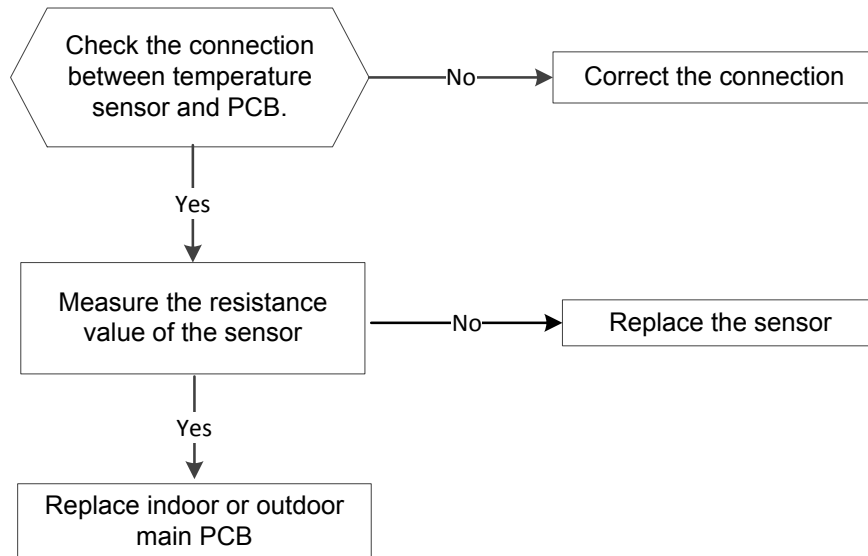 Check the connection
between temperature
sensor and PCB.
No
Correct the connection
Yes
Measure the resistance
value of the sensor
No
Replace the sensor
Yes
Replace indoor or outdoor
main PCB